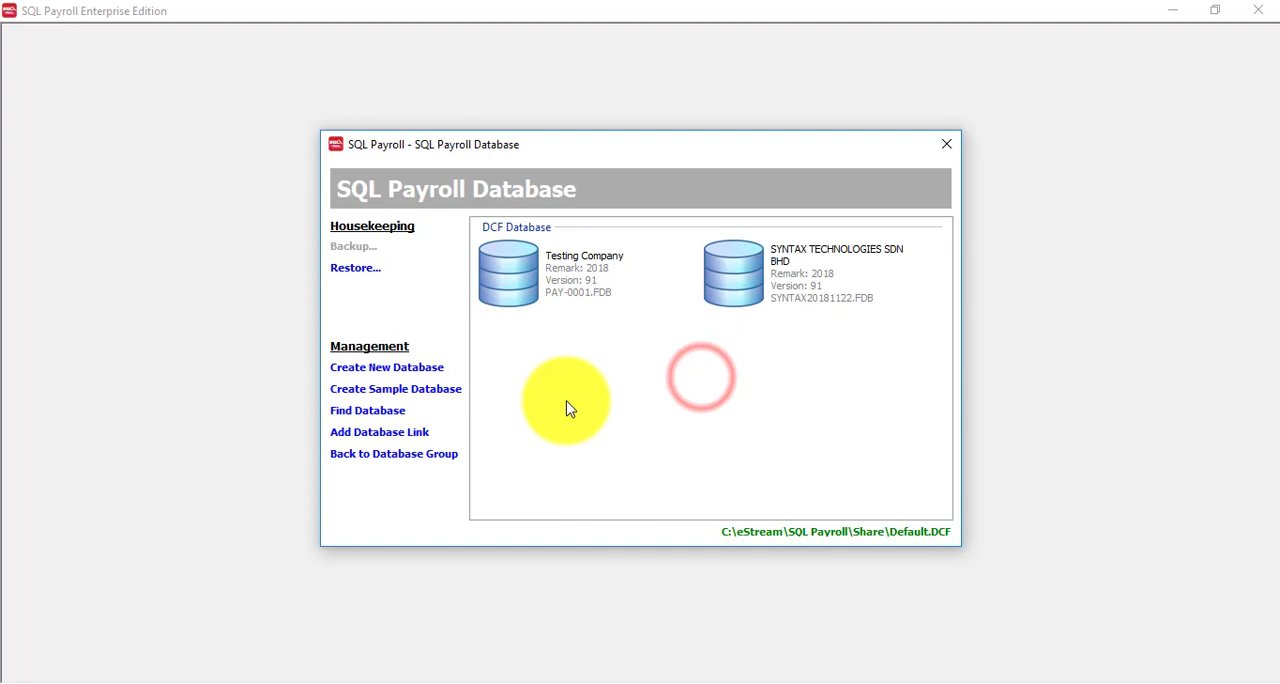 SQL Payroll Enterprise Edition
SQL Payroll - SQL Payroll Database
SQL Payroll Database
Housekeeping
Backup...
Restore...
Management
Create New Database
Create Sample Database
Find Database
Add Database Link
Back to Database Group
DCF Database
Testing Company
Remark: 2018
Version: 91
PAY-0001.FDB
SYNTAX TECHNOLOGIES SDN
BHD
Remark: 2018
Version: 91
SYNTAX20181122.FDB
C:\eStream\SQL Payroll\Share\Default.DCF